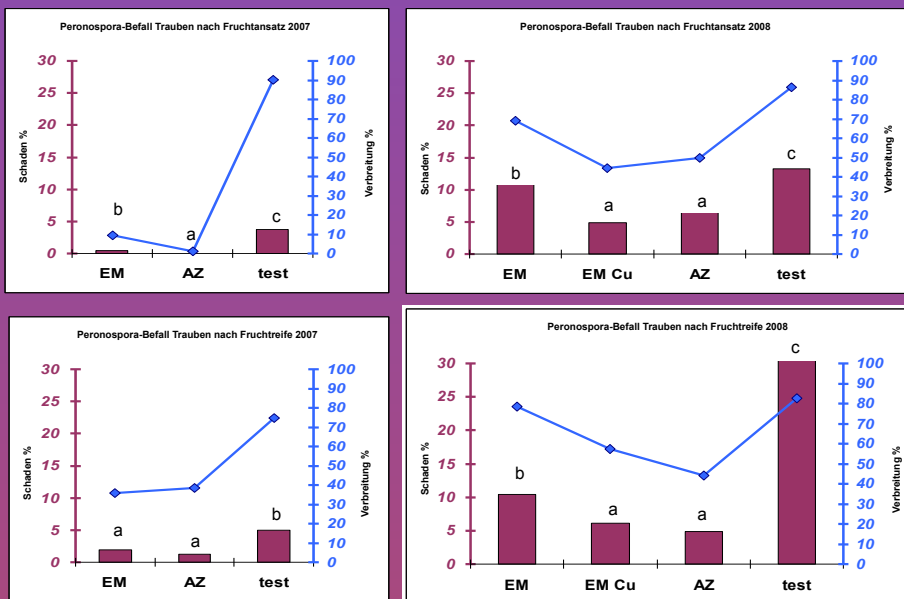 Peronospora-Befall Trauben nach Fruchtansatz 2007
30
25
20
15
10
5
0
Schaden %
100
90
80
70
60
50
40
30
20
10
0
Verbreitung %
b
a
c
EM AZ test
Peronospora-Befall Trauben nach Fruchtansatz 2008
30
25
20
15
10
5
0
Schaden %
100
90
80
70
60
50
40
30
20
10
0
Verbreitung %
b
a
a
c
EM EM Cu AZ test
Peronospora-Befall Trauben nach Fruchtreife 2007
30
25
20
15
10
5
0
Schaden %
100
90
80
70
60
50
40
30
20
10
0
Verbreitung %
a
a
b
EM AZ test
Peronospora-Befall Trauben nach Fruchtreife 2008
30
25
20
15
10
5
0
Schaden %
100
90
80
70
60
50
40
30
20
10
0
Verbreitung %
b
a
a
c
EM EM Cu AZ test